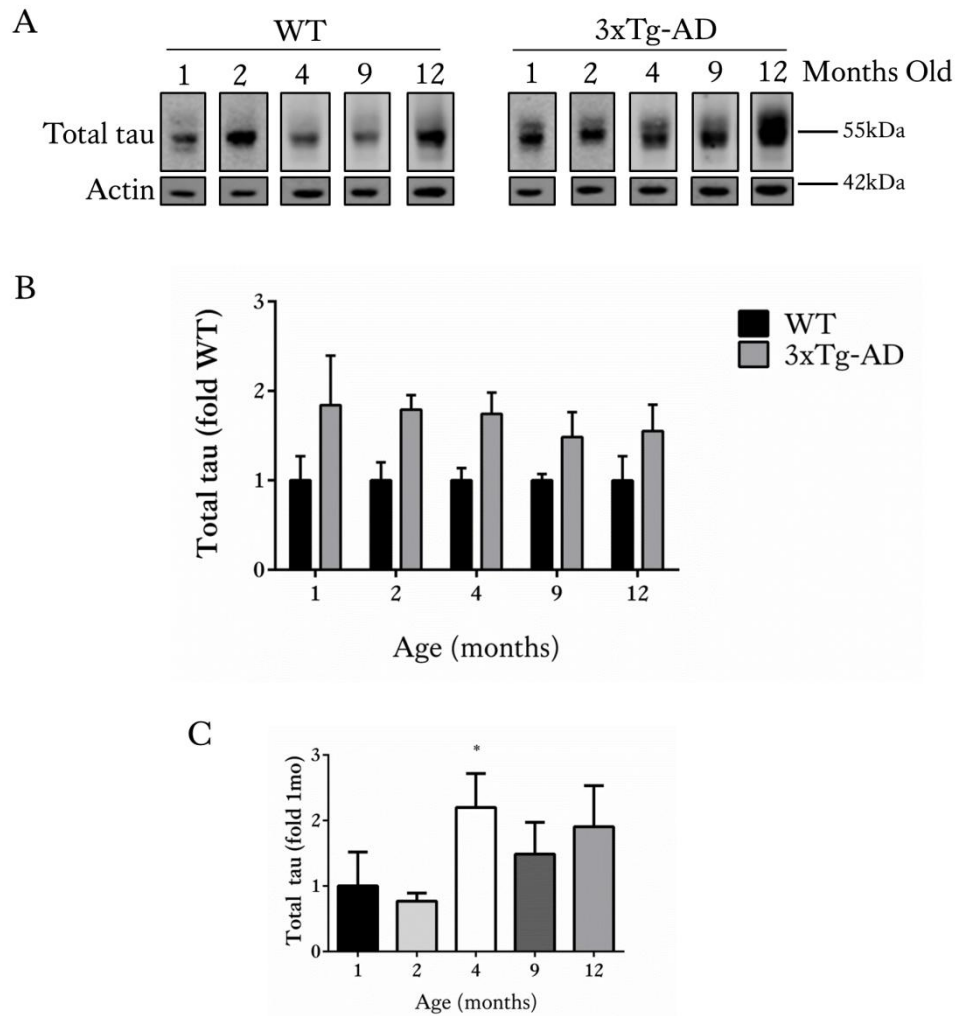 A
WT
3xTg-AD
1 2 4 9 12
1 2 4 9 12 Months Old
Total tau
55kDa
Actin
42kDa
B
Total tau (fold WT)
3
2
1
0
1 2 4 9 12
Age (months)
WT
3xTg-AD
C
Total tau (fold 1mo)
3
2
1
0
*
1 2 4 9 12
Age (months)